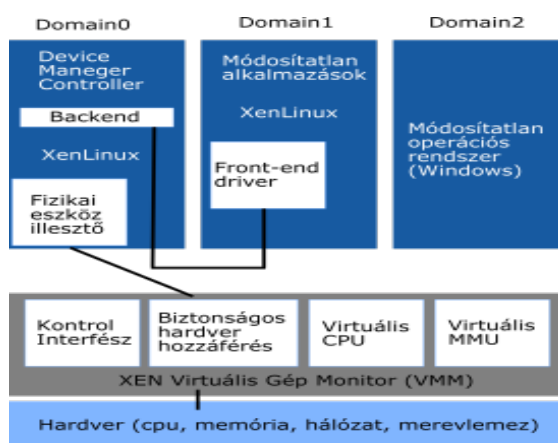 Domain0
Domain1
Domain2
Device
Maneger
Controller
Backend
XenLinux
Fizikai
eszköz
illesztő
Módosítatlan
alkalmazások
XenLinux
Front-end
driver
Módosítatlan
operációs
rendszer
(Windows)
Kontrol
Interfész
Biztonságos
hardver
hozzáférés
Virtuális
CPU
Virtuális
MMU
XEN Virtuális Gép Monitor (VMM)
Hardver (cpu, memória, hálózat, merevlemez)